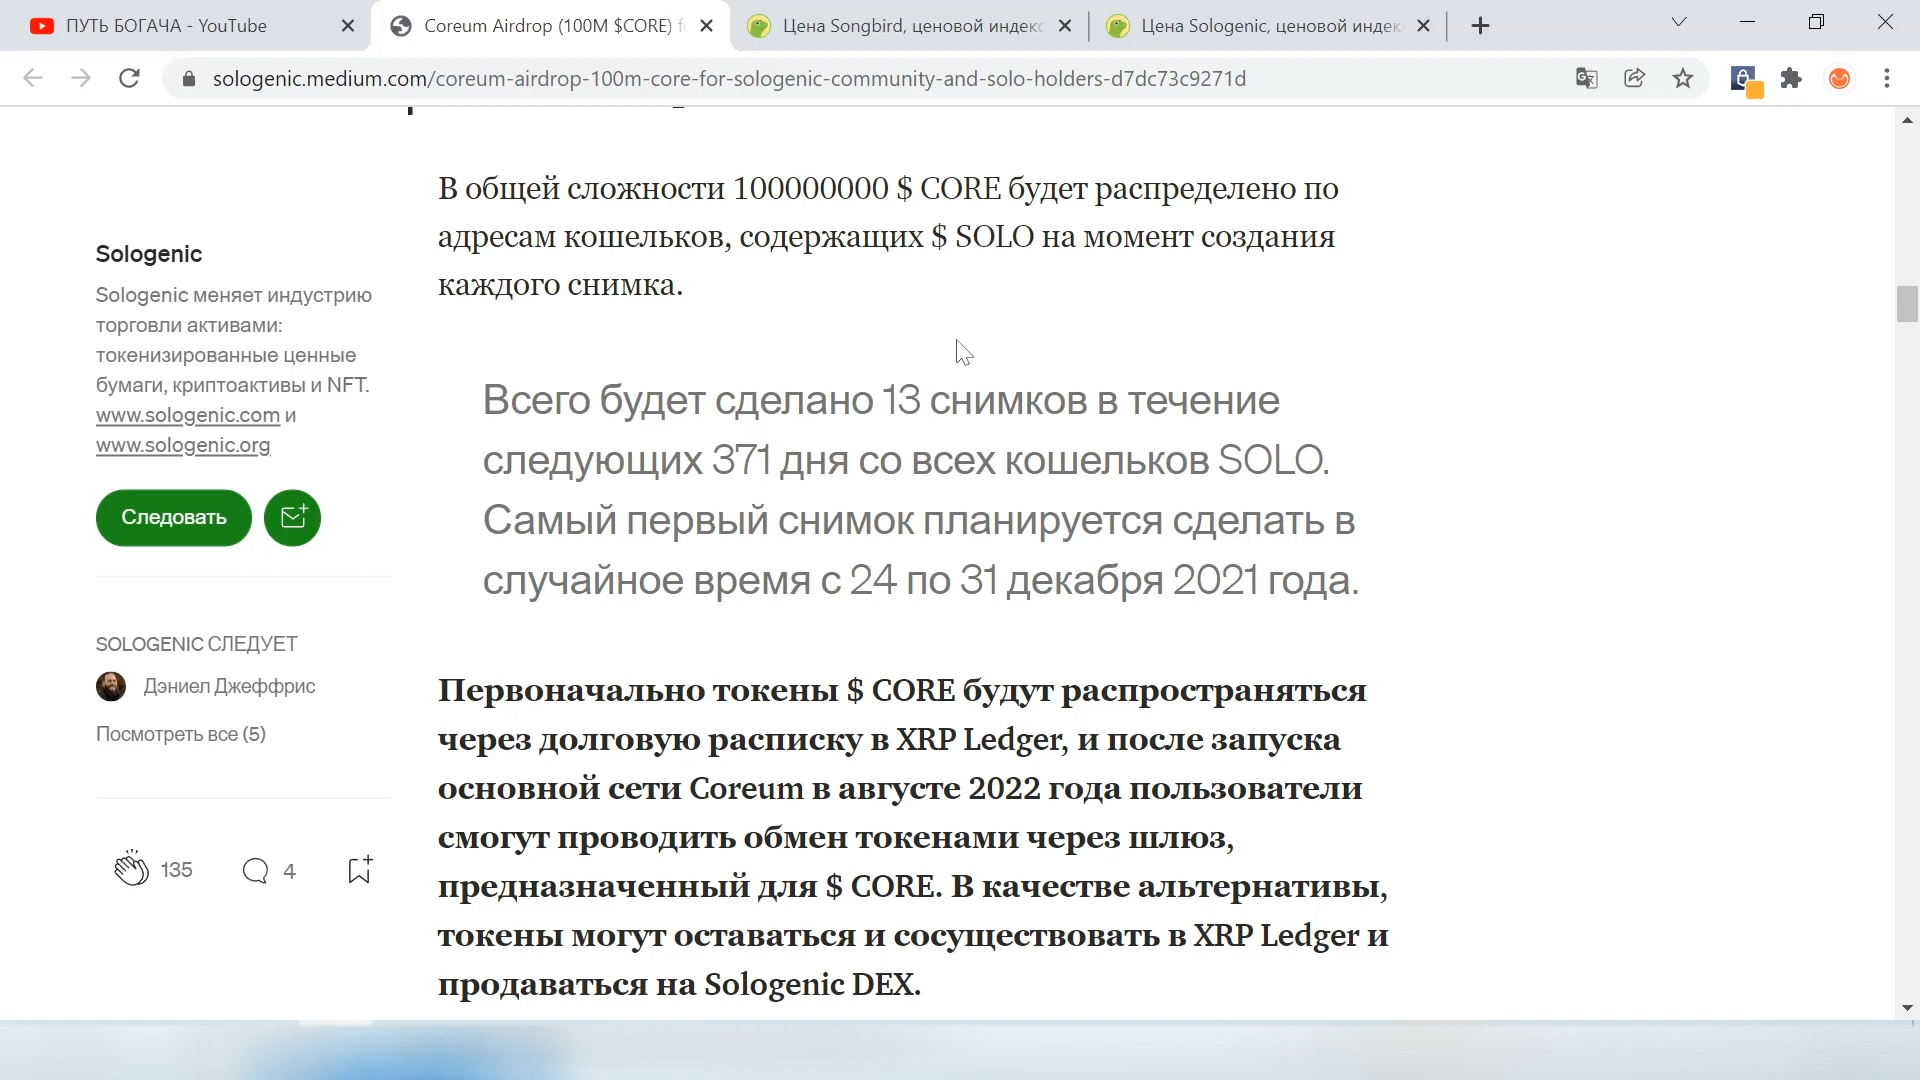 ПУТЬ БОГАЧА - YouTube
Coreum Airdrop (100M $CORE) f
Цена Songbird, ценовой индекс
Цена Sologenic, ценовой индек
sologenic.medium.com/coreum-airdrop-100m-core-for-sologenic-community-and-solo-holders-d7dc73c9271d
В общей сложности 100000000 $ CORE будет распределено по
адресам кошельков, содержащих $ SOLO на момент создания
каждого снимка.
Sologenic
Sologenic меняет индустрию
торговли активами:
токенизированные ценные
бумаги, криптоактивы и NFT.
www.sologenic.com и
www.sologenic.org
Следовать
SOLOGENIC СЛЕДУЕТ
Дэниел Джеффрис
Посмотреть все (5)
135
4
Всего будет сделано 13 снимков в течение
следующих 371 дня со всех кошельков SOLO.
Самый первый снимок планируется сделать в
случайное время с 24 по 31 декабря 2021 года.
Первоначально токены $ CORE будут распространяться
через долговую расписку в XRP Ledger, и после запуска
основной сети Coreum в августе 2022 года пользователи
смогут проводить обмен токенами через шлюз,
предназначенный для $ CORE. В качестве альтернативы,
токены могут оставаться и сосуществовать в XRP Ledger и
продаваться на Sologenic DEX.